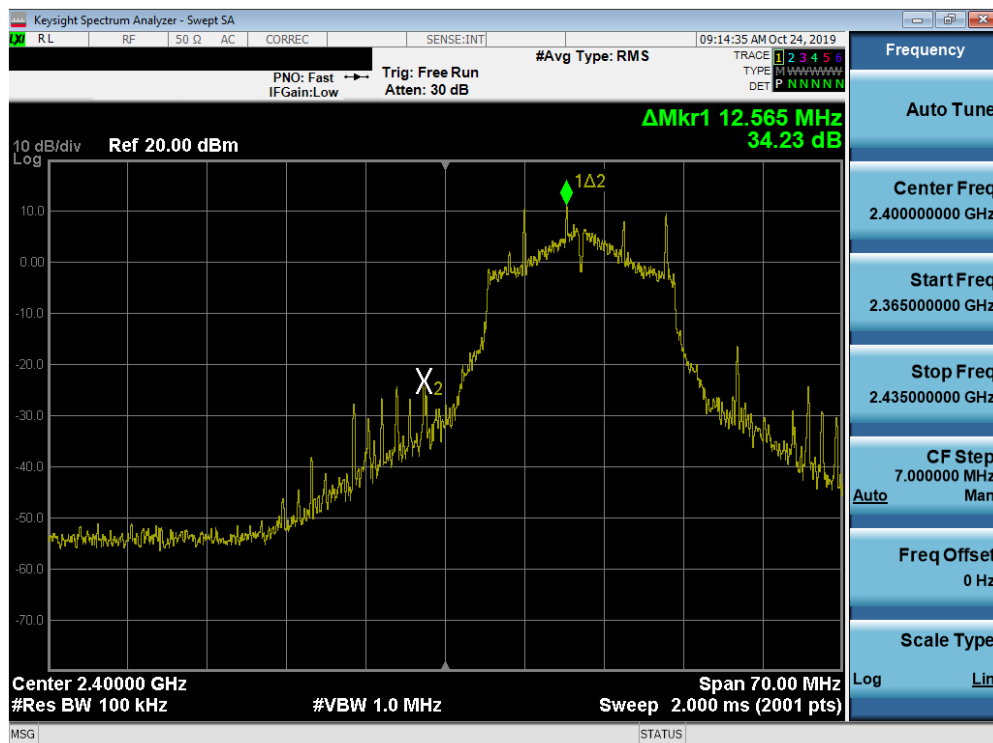 Keysight Spectrum Analyzer - Swept SA
LXI RL RF 50 Ω AC CORREC SENSE:INT 09:14:35 AM Oct 24, 2019
#Avg Type: RMS
TRACE 1 2 3 4 5 6
TYPE M W W W W W
DET P N N N N N
PNO: Fast Trig: Free Run
IFGain:Low Atten: 30 dB
ΔMkr1 12.565 MHz
34.23 dB
10 dB/div Ref 20.00 dBm
Log
1Δ2
10.0
0.00
-10.0
-20.0
X2
-30.0
-40.0
-50.0
-60.0
-70.0
Center 2.40000 GHz Span 70.00 MHz
#Res BW 100 kHz #VBW 1.0 MHz Sweep 2.000 ms (2001 pts)
MSG STATUS
Frequency
Auto Tune
Center Freq
2.400000000 GHz
Start Freq
2.365000000 GHz
Stop Freq
2.435000000 GHz
CF Step
7.000000 MHz
Auto Man
Freq Offset
0 Hz
Scale Type
Log Lin